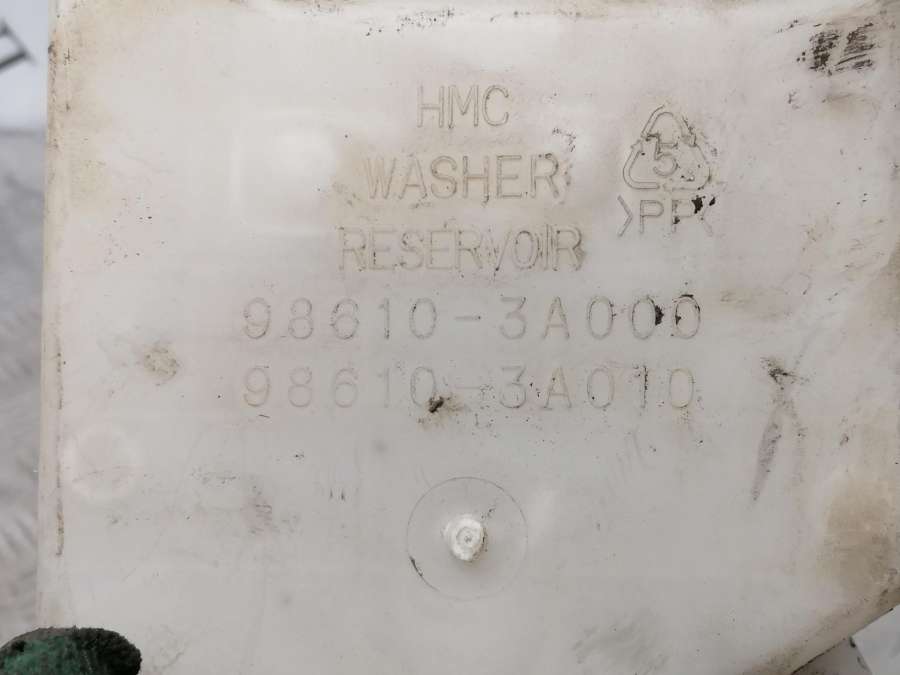 HMC
WASHER
RESERVOIR
5
>PP<
98610-3A000
98610-3A010